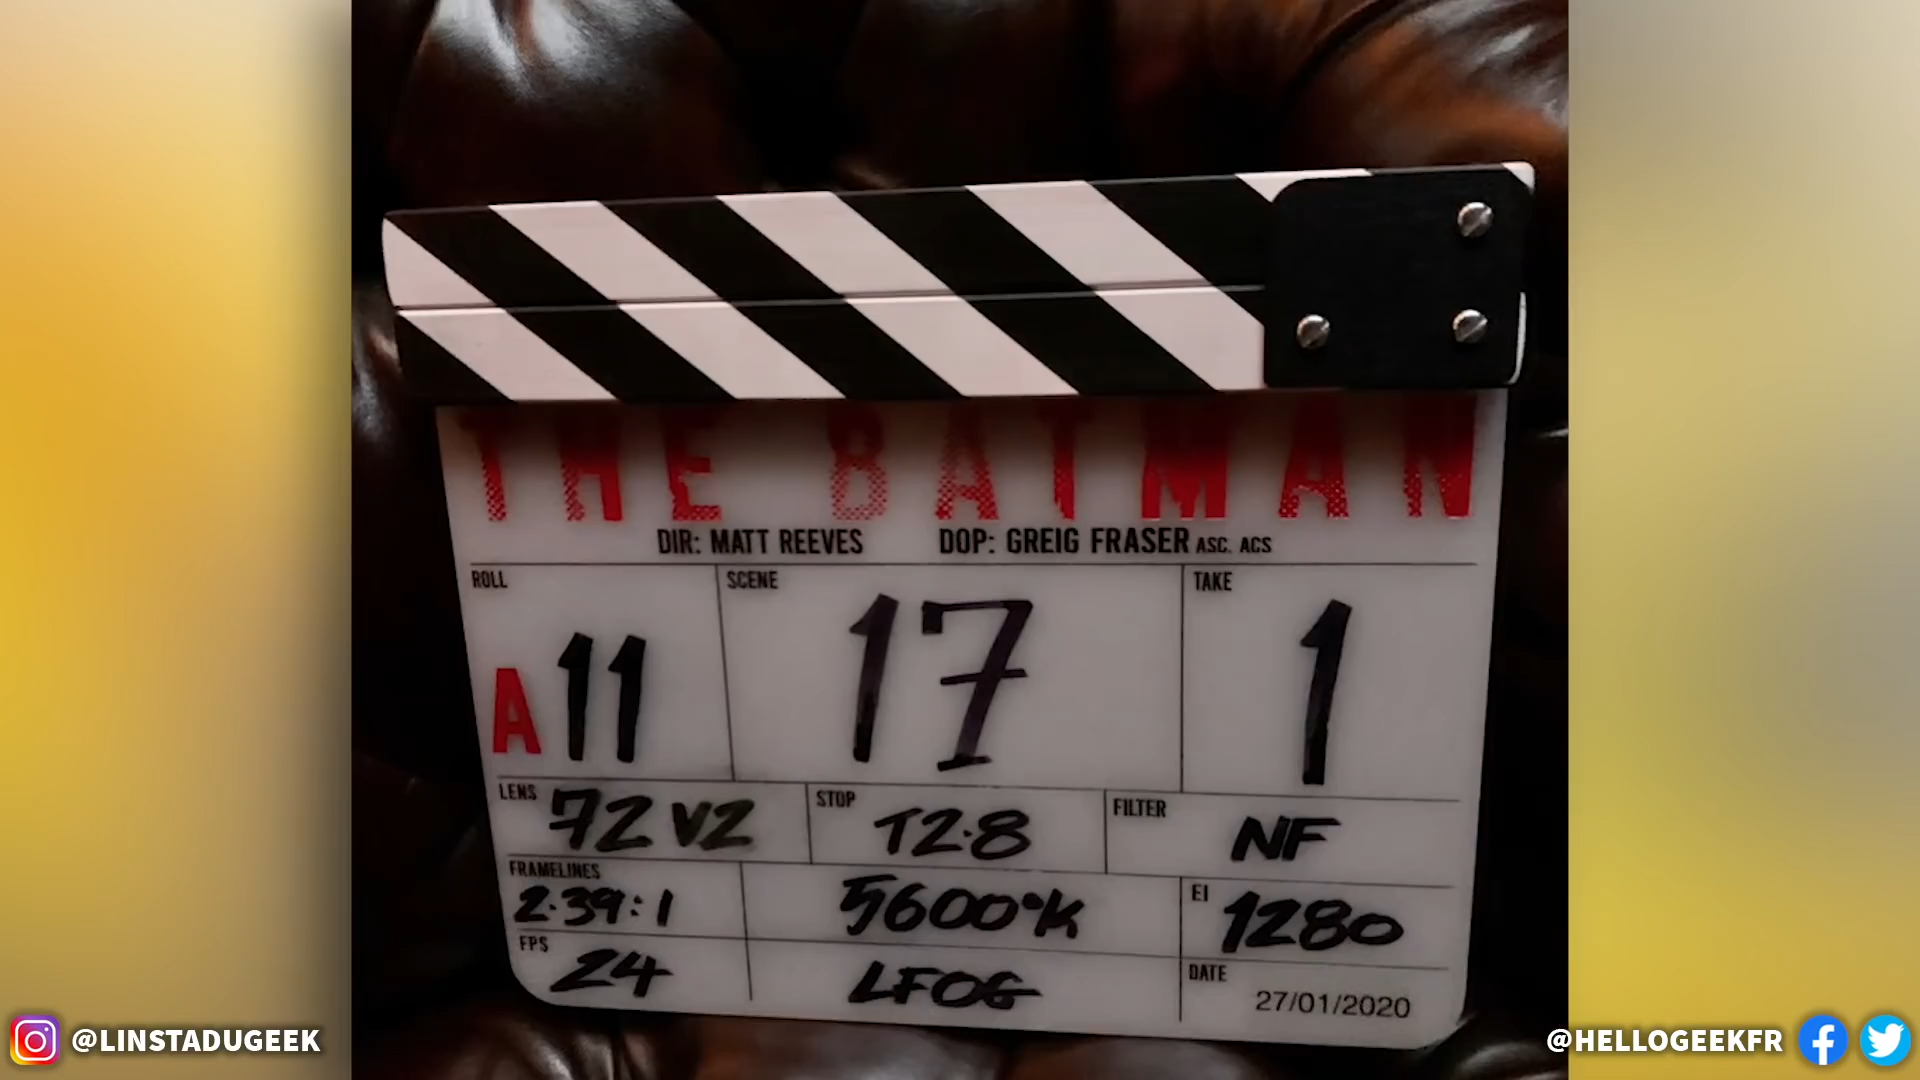 THE BATMAN
DIR: MATT REEVES DOP: GREIG FRASER ASC. ACS
ROLL SCENE TAKE
A 11 17 1
LENS 72 V2 STOP T2.8 FILTER NF
FRAMELINES 2.39:1 5600°K EI 1280
FPS 24 LFOG DATE 27/01/2020
@LINSTADUGEEK @HELLOGEEKFR